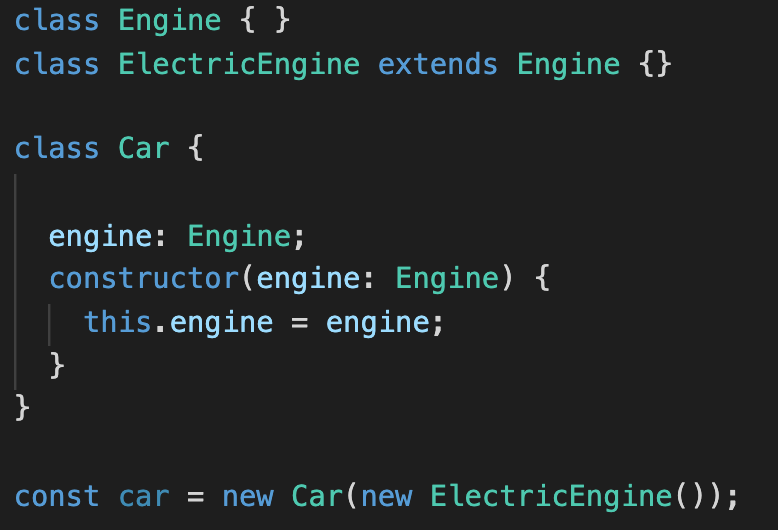 class Engine { }
class ElectricEngine extends Engine {}
class Car {
engine: Engine;
constructor(engine: Engine) {
this.engine = engine;
}
}
const car = new Car(new ElectricEngine());